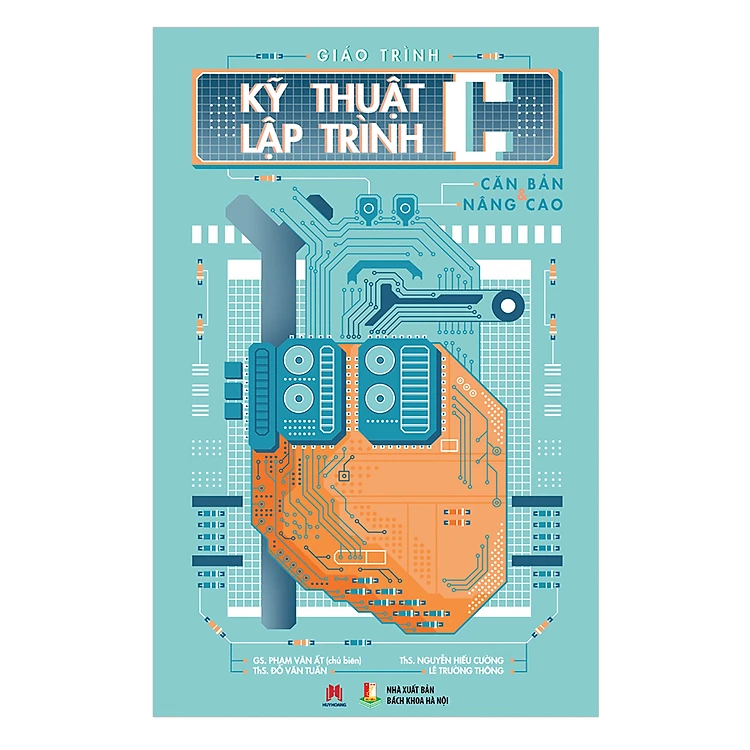 GIÁO TRÌNH
KỸ THUẬT
LẬP TRÌNH C
CĂN BẢN
&
NÂNG CAO
GS. PHẠM VĂN ẤT (chủ biên)
ThS. NGUYỄN HIẾU CƯỜNG
ThS. ĐỖ VĂN TUẤN
LÊ TRƯỜNG THÔNG
HUYHOANG
NHÀ XUẤT BẢN
BÁCH KHOA HÀ NỘI